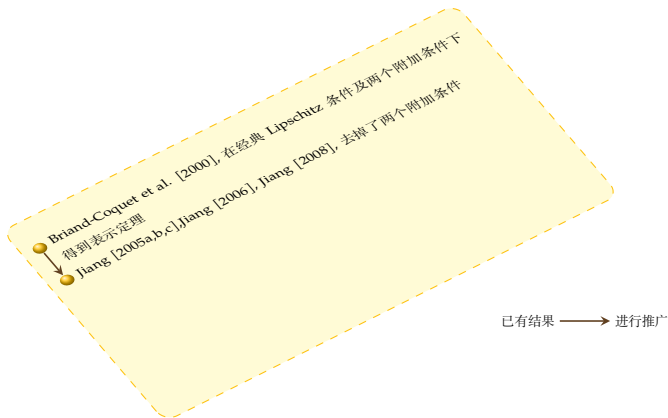 Briand-Coquet et al. [2000], 在经典 Lipschitz 条件及两个附加条件下
得到表示定理
Jiang [2005a,b,c],Jiang [2006], Jiang [2008], 去掉了两个附加条件
已有结果 进行推广